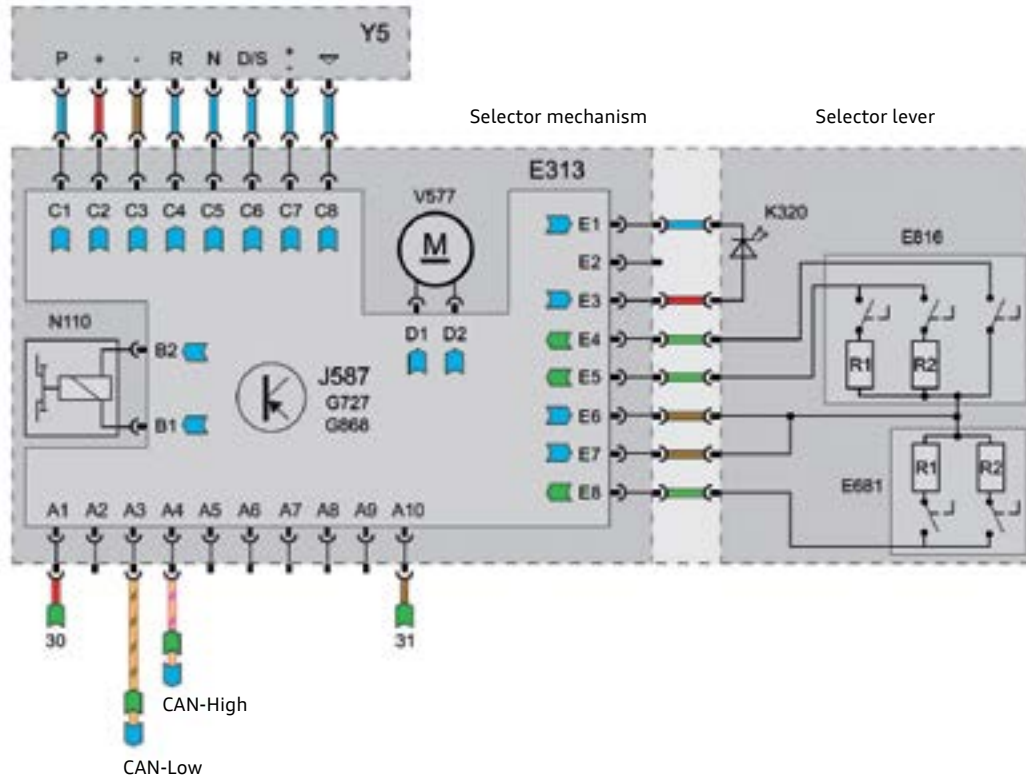 Y5
P + - R N D/S + -
Selector mechanism Selector lever
E313
C1 C2 C3 C4 C5 C6 C7 C8
V577
M
E1
K320
E816
E2
E3
N110
B2
D1 D2
E4
R1 R2
J587
G727
G868
E5
E6
B1
E7
E681
R1 R2
E8
A1 A2 A3 A4 A5 A6 A7 A8 A9 A10
30 31
CAN-High
CAN-Low